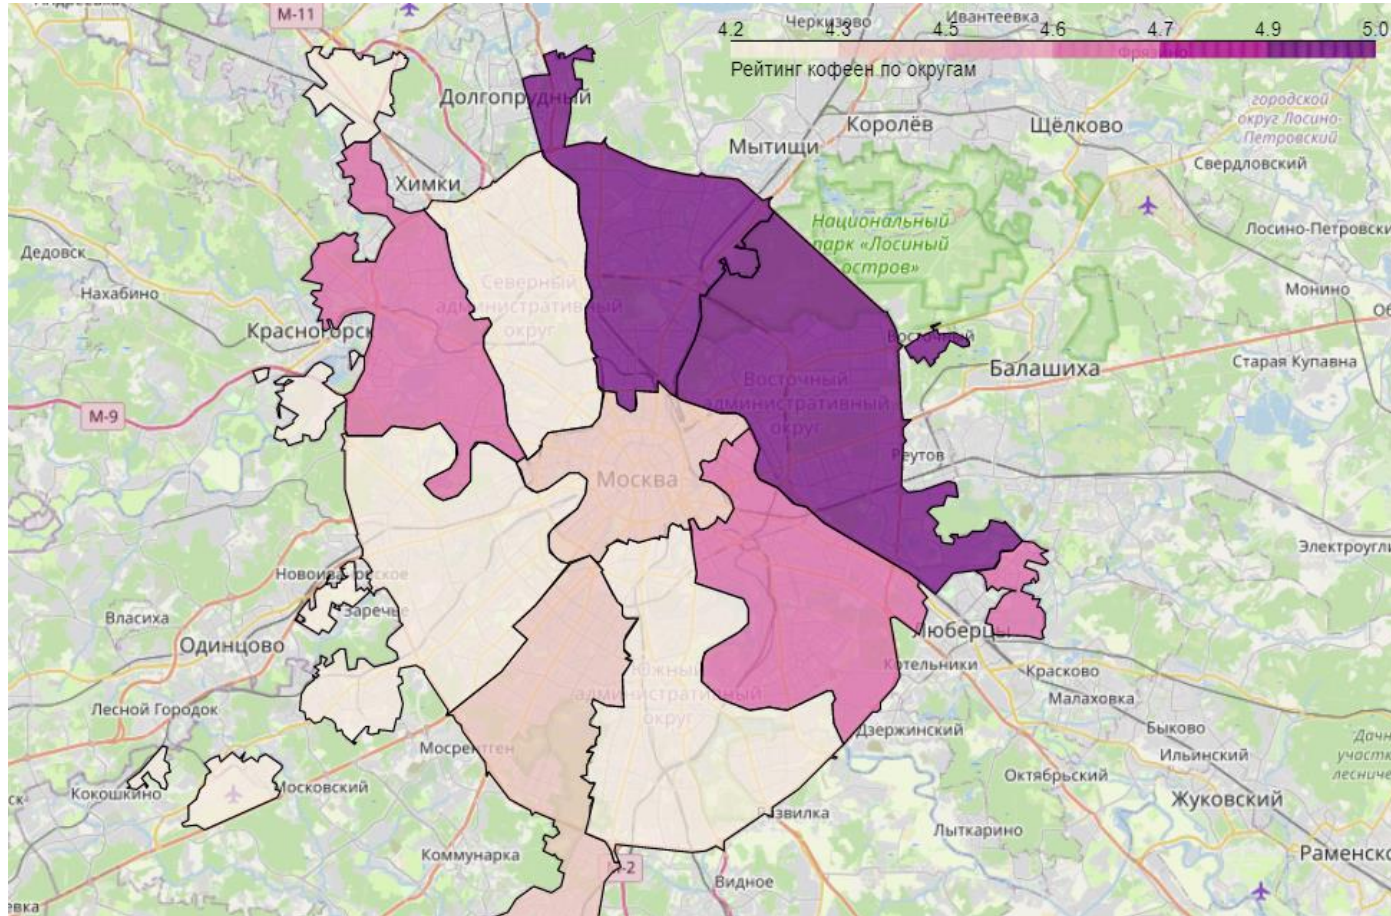 М-11
Черкизово
Ивантеевка
4.2
4.3
4.5
4.6
4.7
4.9
5.0
Фрязино
Рейтинг кофеен по округам
Долгопрудный
городской
округ Лосино-
Петровский
Королёв
Щёлково
Мытищи
Свердловский
Химки
Национальный
парк «Лосиный
остров»
Лосино-Петровски
Дедовск
Нахабино
Северный
административный
округ
Монино
Красногорск
Восточный
Старая Купавна
Балашиха
Восточный
административный
округ
М-9
Реутов
Москва
Электроугли
Новоивановское
Заречье
Власиха
Одинцово
Люберцы
Котельники
Красково
Южный
административный
округ
Малаховка
Лесной Городок
Быково
Дзержинский
Мосрентген
Ильинский
Октябрьский
Кокошкино
Московский
Жуковский
Развилка
Лыткарино
Коммунарка
Раменско
Видное